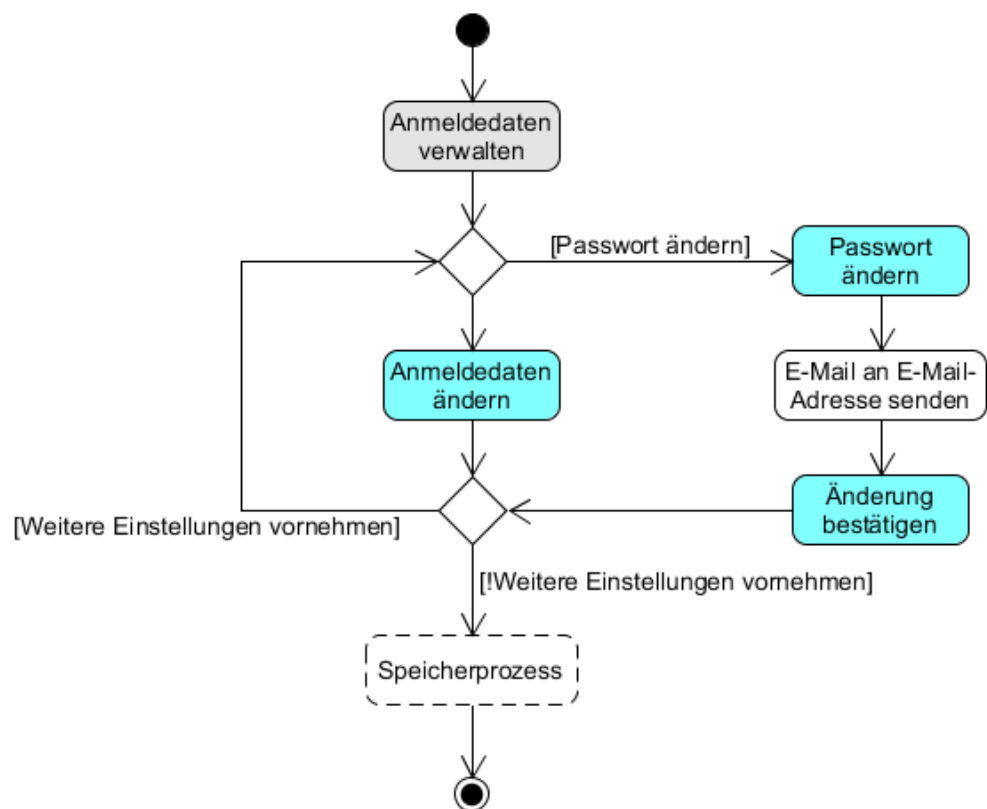 Anmeldedaten
verwalten
[Passwort ändern]
Passwort
ändern
Anmeldedaten
ändern
E-Mail an E-Mail-
Adresse senden
Änderung
bestätigen
[Weitere Einstellungen vornehmen]
[!Weitere Einstellungen vornehmen]
Speicherprozess